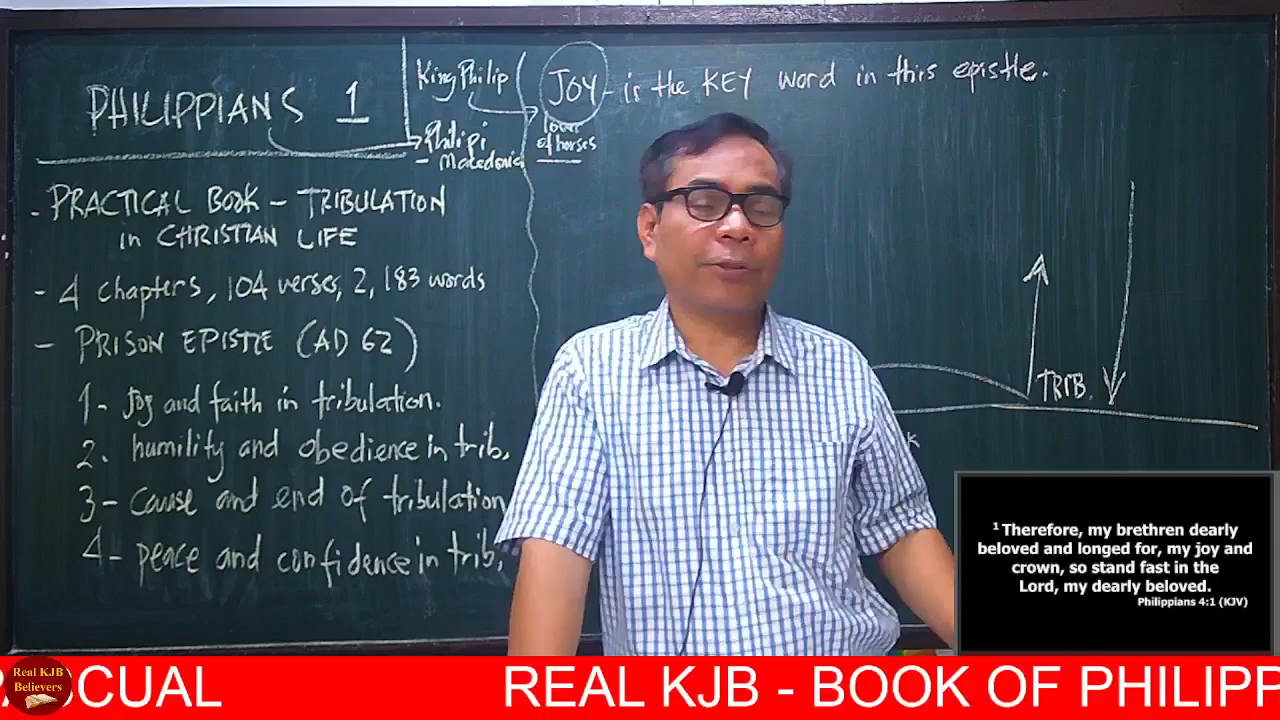 PHILIPPIANS 1
King Philip
Philipi
- Macedonia
JOY - is the KEY word in this epistle.
lover
of horses
- PRACTICAL BOOK - TRIBULATION
in CHRISTIAN LIFE
- 4 chapters, 104 verses, 2,183 words
- PRISON EPISTLE (AD 62)
1- joy and faith in tribulation.
2. humility and obedience in trib.
3- cause and end of tribulation
4- peace and confidence in trib.
TRIB.
1 Therefore, my brethren dearly
beloved and longed for, my joy and
crown, so stand fast in the
Lord, my dearly beloved.
Philippians 4:1 (KJV)
Real KJB
Believers
CUAL REAL KJB - BOOK OF PHILIPP